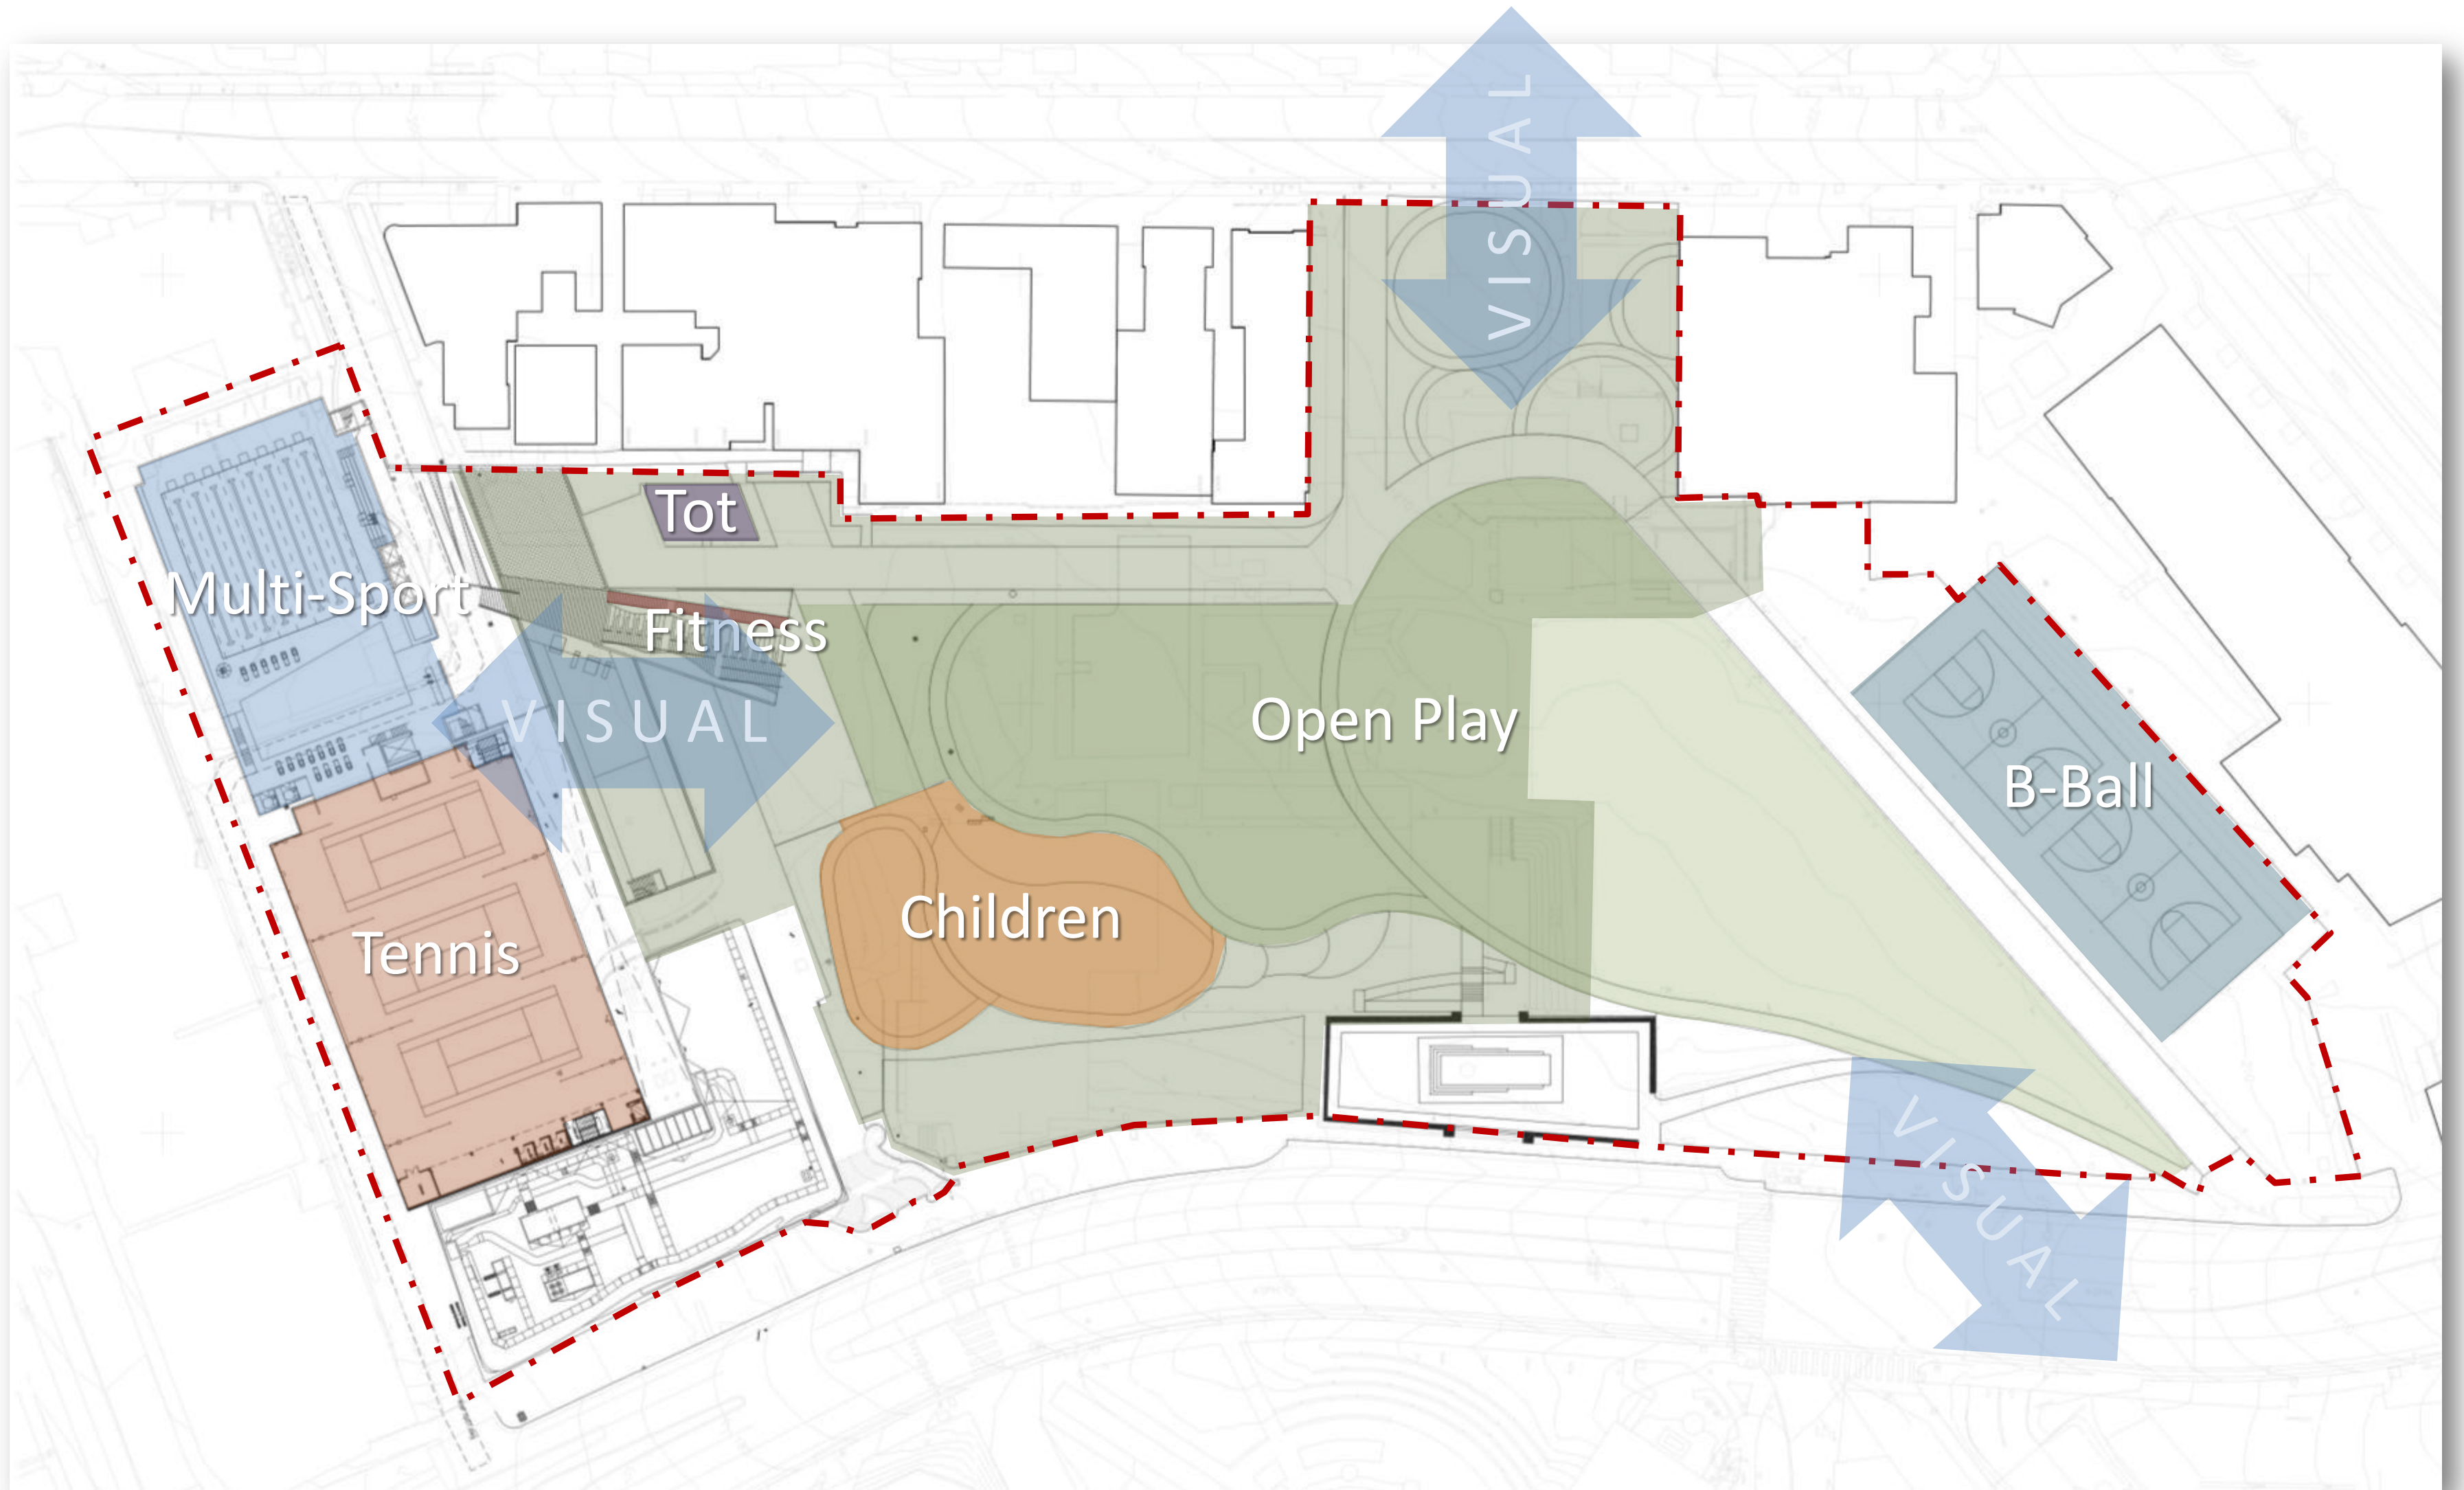 VISUAL
Tot
Multi-Sport
Fitness
VISUAL
Open Play
B-Ball
Children
Tennis
VISUAL